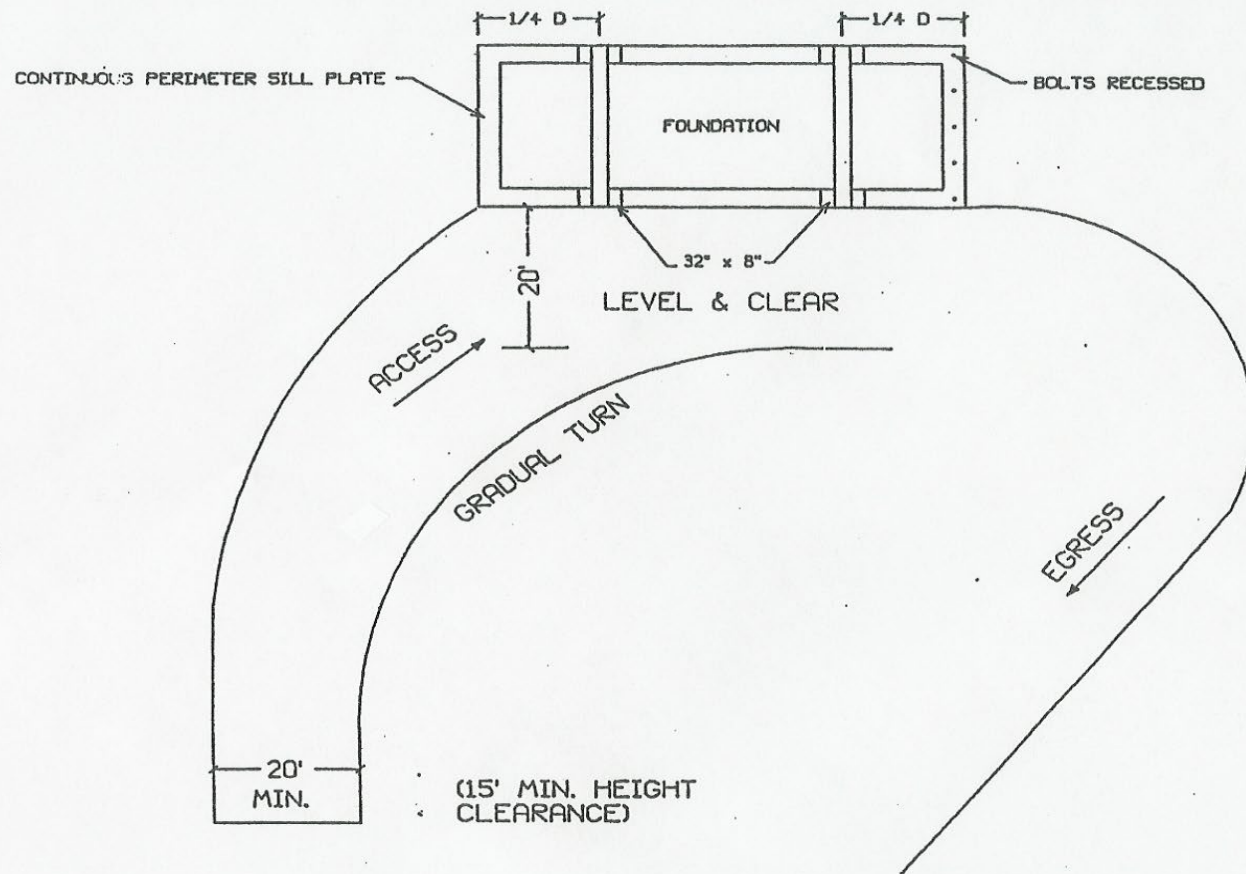 1/4 D
1/4 D
CONTINUOUS PERIMETER SILL PLATE
BOLTS RECESSED
FOUNDATION
32" x 8"
20'
LEVEL & CLEAR
ACCESS
GRADUAL TURN
EGRESS
20'
MIN.
(15' MIN. HEIGHT
CLEARANCE)